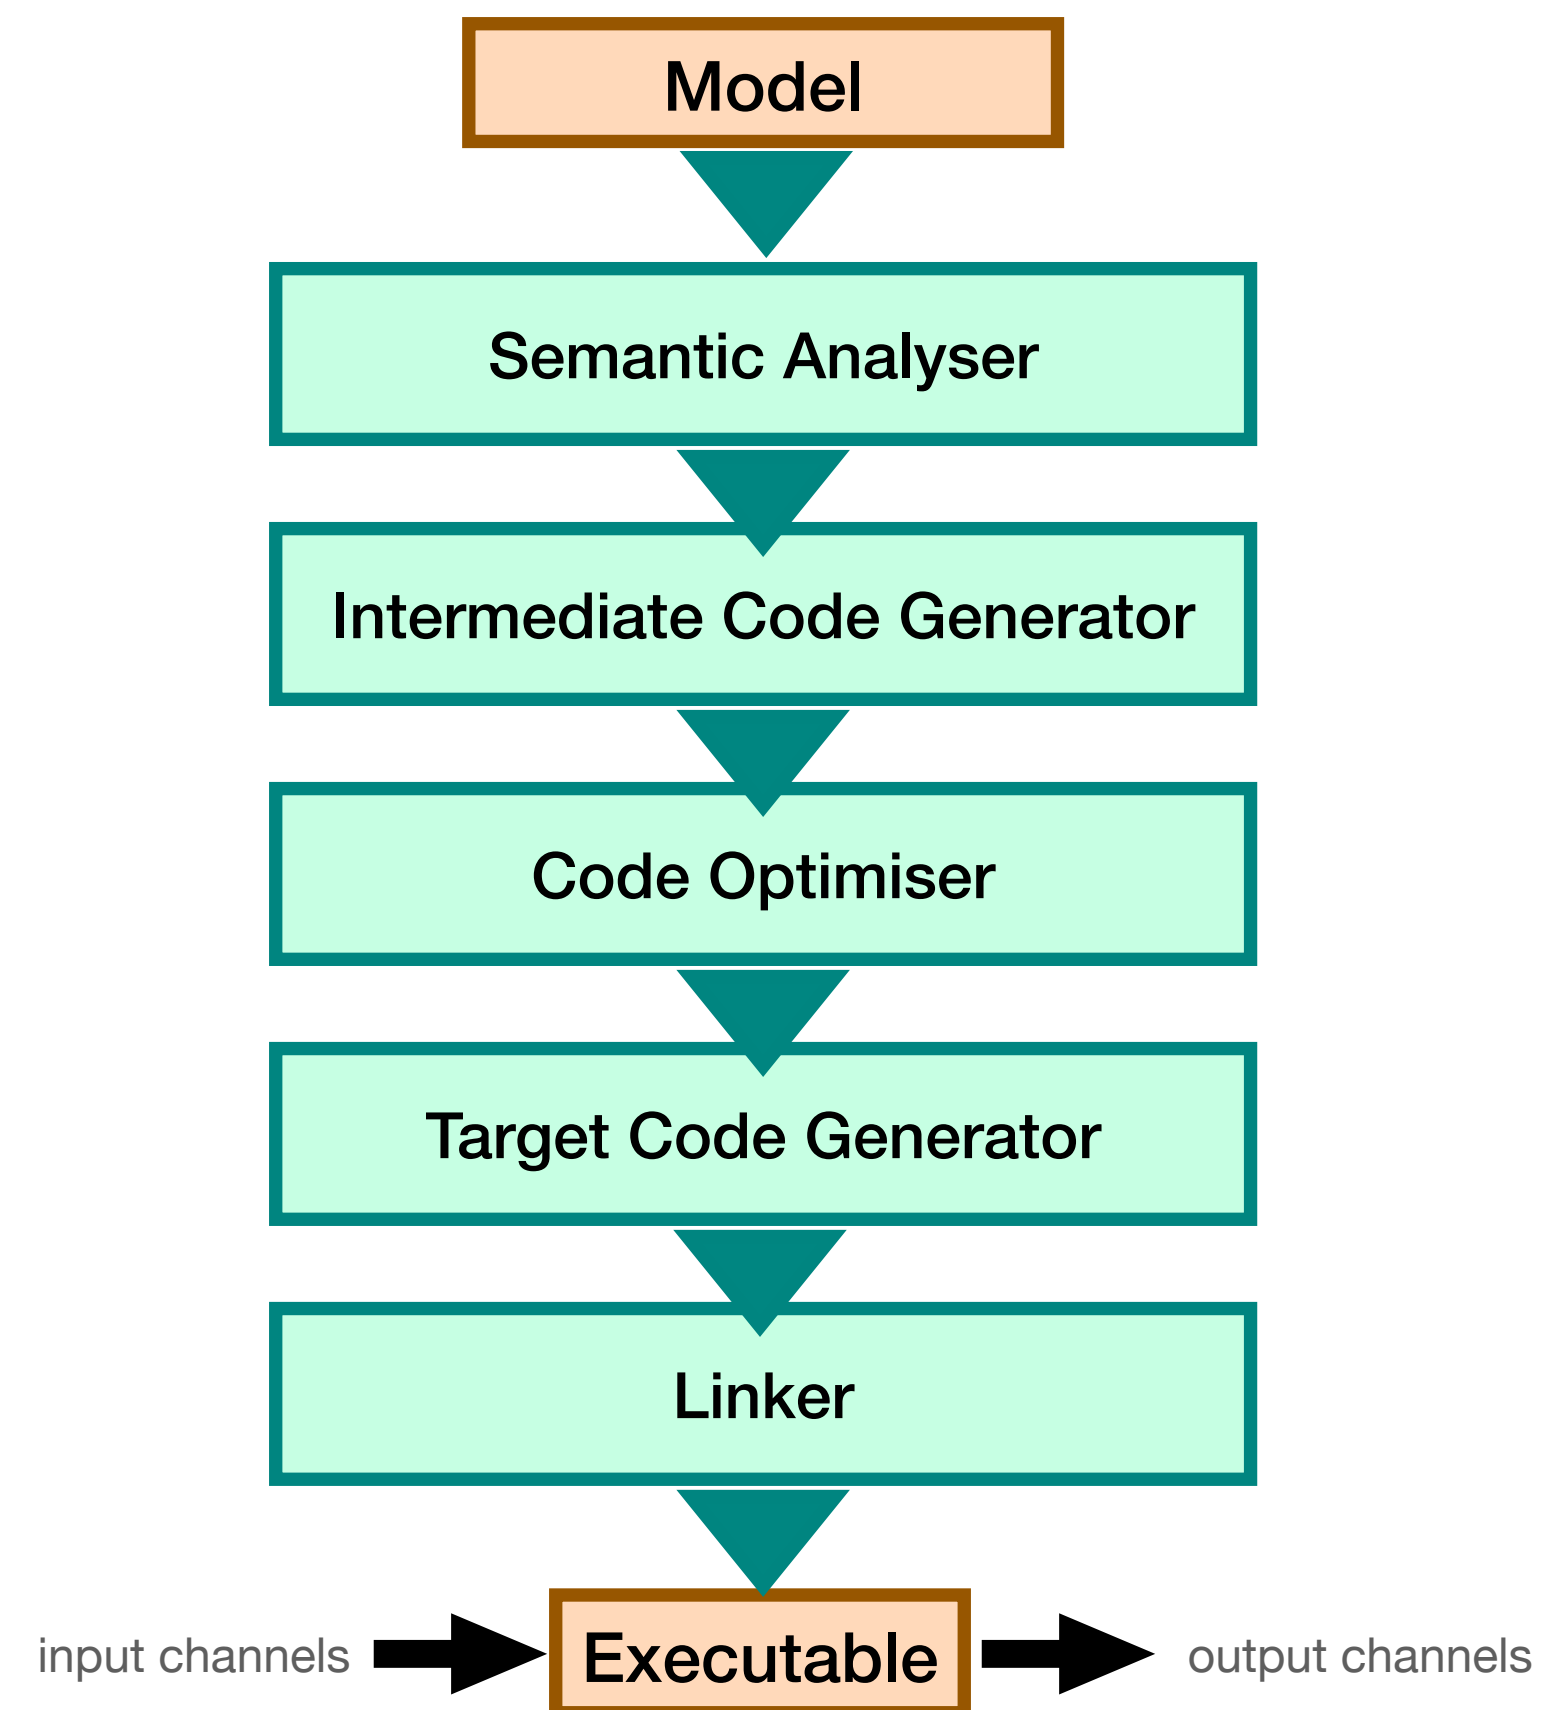 Model
Semantic Analyser
Intermediate Code Generator
Code Optimiser
Target Code Generator
Linker
input channels
Executable
output channels